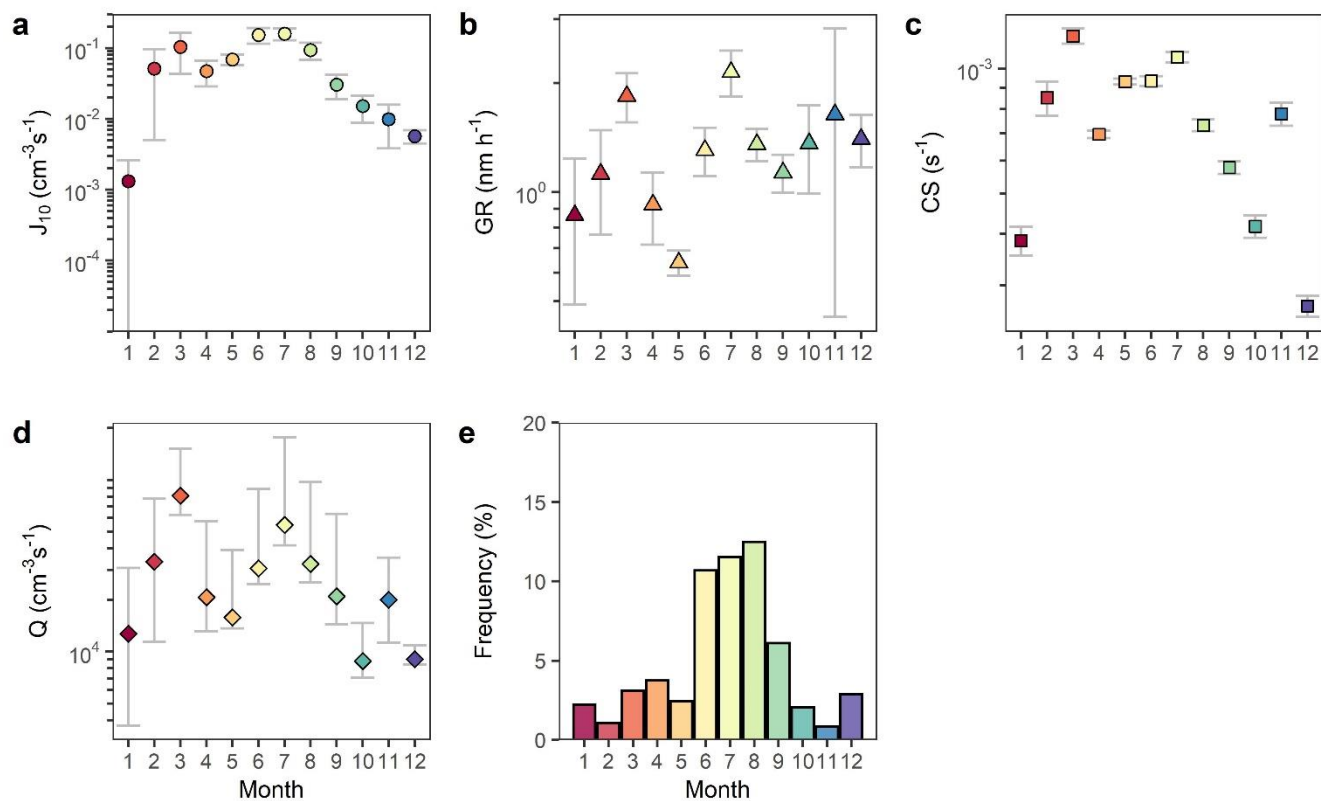 a
J₁₀ (cm⁻³s⁻¹)
10⁻¹
10⁻²
10⁻³
10⁻⁴
1 2 3 4 5 6 7 8 9 10 11 12
b
GR (nm h⁻¹)
10⁰
1 2 3 4 5 6 7 8 9 10 11 12
c
CS (s⁻¹)
10⁻³
1 2 3 4 5 6 7 8 9 10 11 12
d
Q (cm⁻³s⁻¹)
10⁴
1 2 3 4 5 6 7 8 9 10 11 12
Month
e
Frequency (%)
20
15
10
5
0
1 2 3 4 5 6 7 8 9 10 11 12
Month